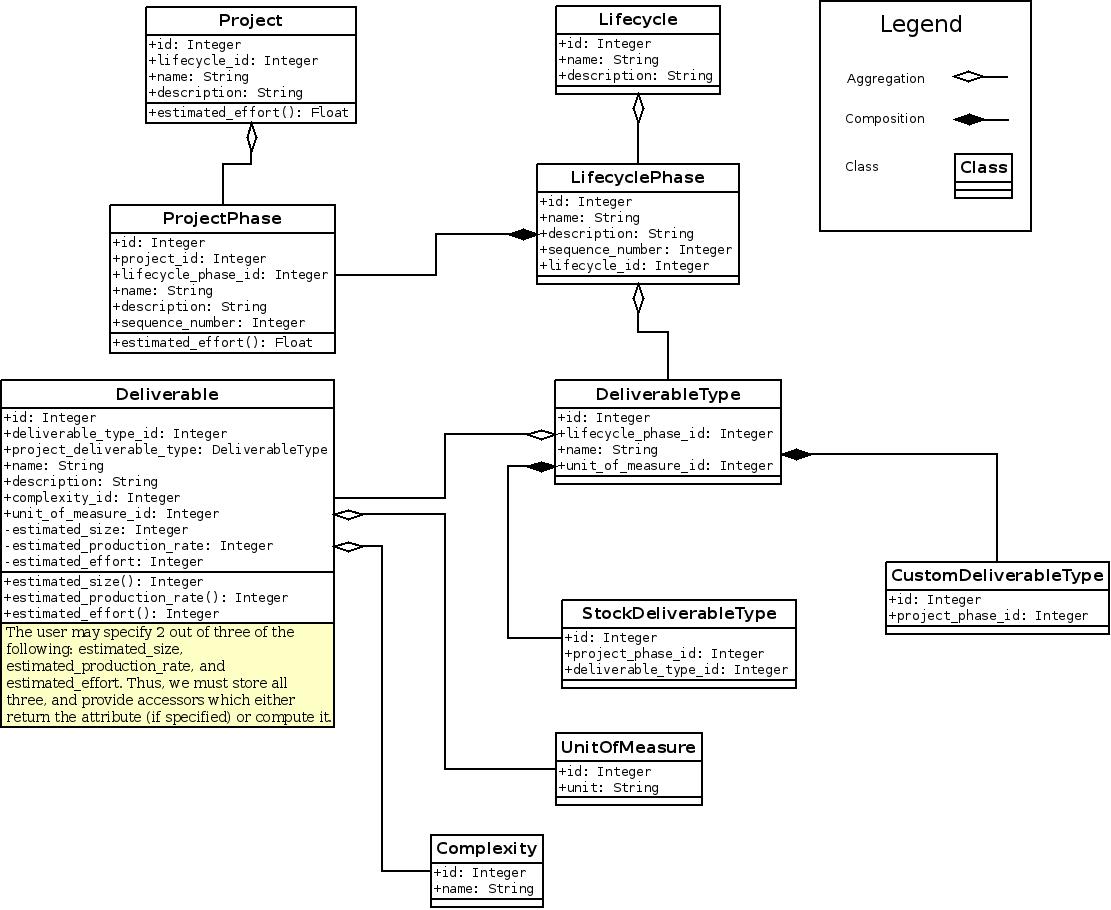 Project
+id: Integer
+lifecycle_id: Integer
+name: String
+description: String
+estimated_effort(): Float
Lifecycle
+id: Integer
+name: String
+description: String
Legend
Aggregation
Composition
Class
Class
ProjectPhase
+id: Integer
+project_id: Integer
+lifecycle_phase_id: Integer
+name: String
+description: String
+sequence_number: Integer
+estimated_effort(): Float
LifecyclePhase
+id: Integer
+name: String
+description: String
+sequence_number: Integer
+lifecycle_id: Integer
Deliverable
+id: Integer
+deliverable_type_id: Integer
+project_deliverable_type: DeliverableType
+name: String
+description: String
+complexity_id: Integer
+unit_of_measure_id: Integer
-estimated_size: Integer
-estimated_production_rate: Integer
-estimated_effort: Integer
+estimated_size(): Integer
+estimated_production_rate(): Integer
+estimated_effort(): Integer
The user may specify 2 out of three of the
following: estimated_size,
estimated_production_rate, and
estimated_effort. Thus, we must store all
three, and provide accessors which either
return the attribute (if specified) or compute it.
DeliverableType
+id: Integer
+lifecycle_phase_id: Integer
+name: String
+unit_of_measure_id: Integer
CustomDeliverableType
+id: Integer
+project_phase_id: Integer
StockDeliverableType
+id: Integer
+project_phase_id: Integer
+deliverable_type_id: Integer
UnitOfMeasure
+id: Integer
+unit: String
Complexity
+id: Integer
+name: String